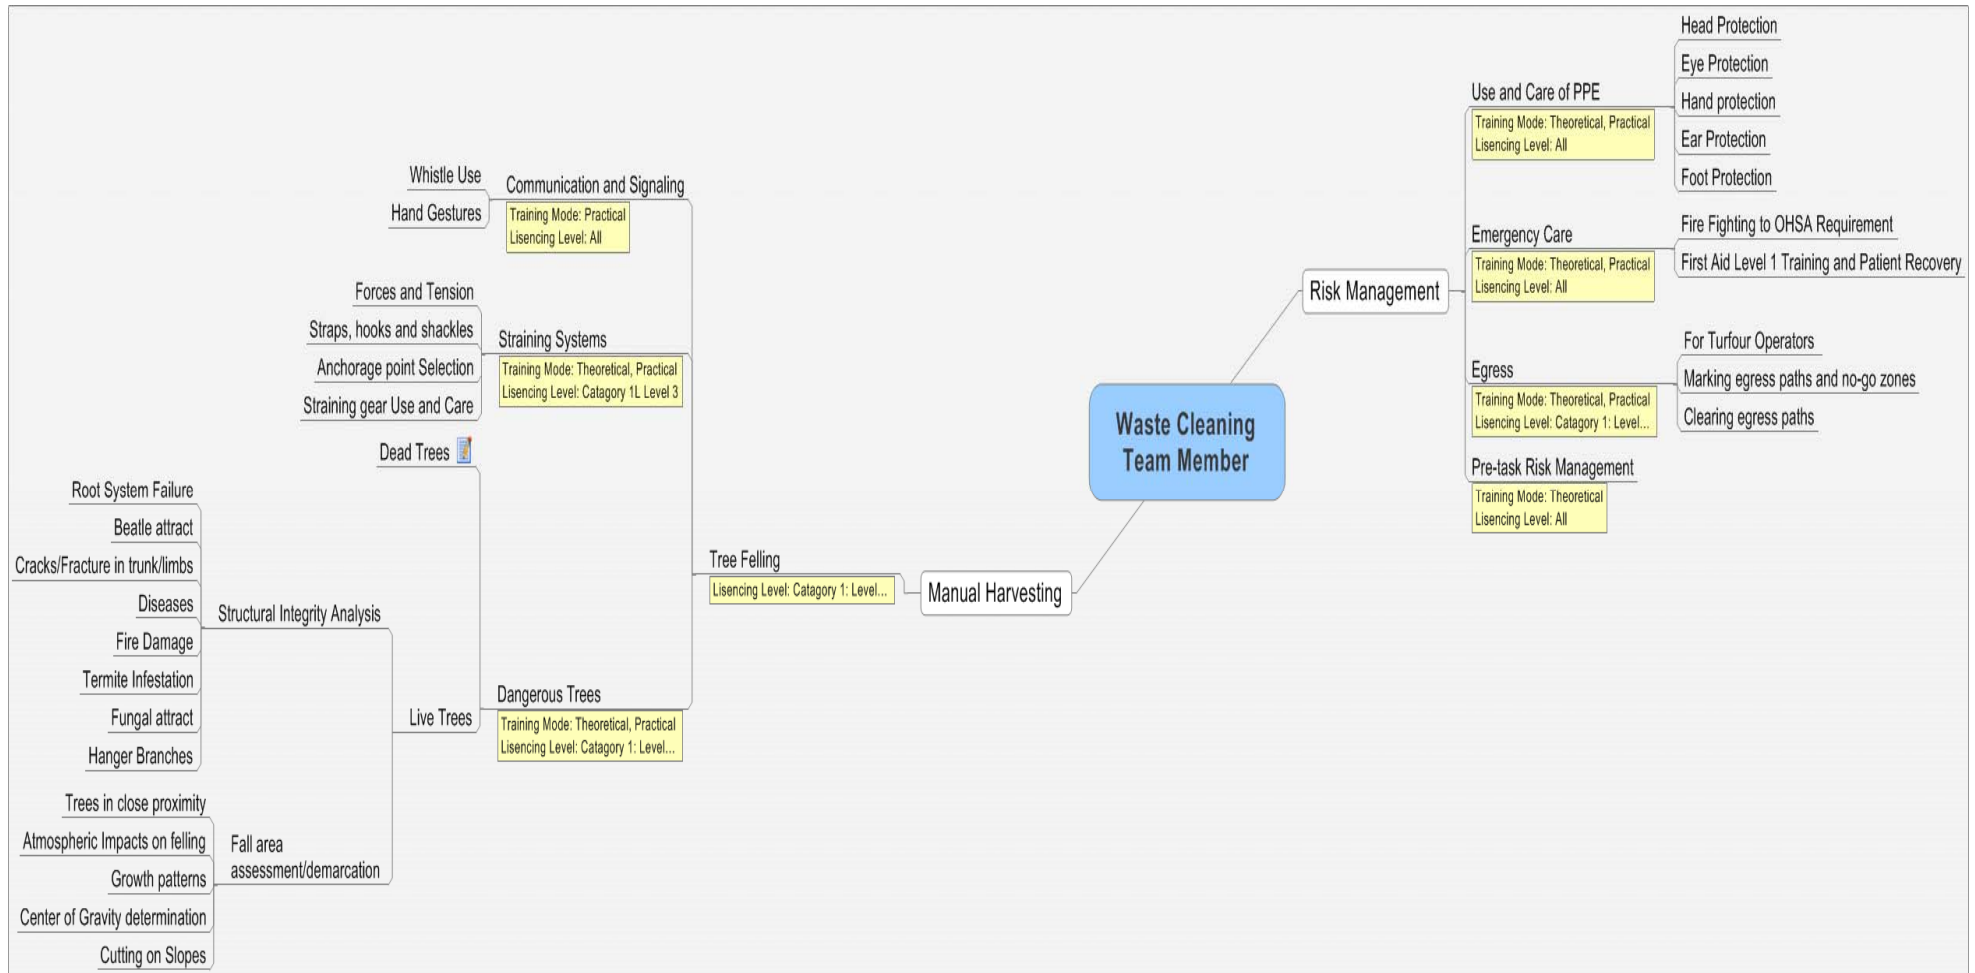 Waste Cleaning
Team Member
Risk Management
Use and Care of PPE
Training Mode: Theoretical, Practical
Lisencing Level: All
Head Protection
Eye Protection
Hand protection
Ear Protection
Foot Protection
Emergency Care
Training Mode: Theoretical, Practical
Lisencing Level: All
Fire Fighting to OHSA Requirement
First Aid Level 1 Training and Patient Recovery
Egress
Training Mode: Theoretical, Practical
Lisencing Level: Catagory 1: Level...
For Turfour Operators
Marking egress paths and no-go zones
Clearing egress paths
Pre-task Risk Management
Training Mode: Theoretical
Lisencing Level: All
Manual Harvesting
Tree Felling
Lisencing Level: Catagory 1: Level...
Communication and Signaling
Training Mode: Practical
Lisencing Level: All
Whistle Use
Hand Gestures
Straining Systems
Training Mode: Theoretical, Practical
Lisencing Level: Catagory 1L Level 3
Forces and Tension
Straps, hooks and shackles
Anchorage point Selection
Straining gear Use and Care
Dangerous Trees
Training Mode: Theoretical, Practical
Lisencing Level: Catagory 1: Level...
Dead Trees
Live Trees
Structural Integrity Analysis
Root System Failure
Beatle attract
Cracks/Fracture in trunk/limbs
Diseases
Fire Damage
Termite Infestation
Fungal attract
Hanger Branches
Fall area
assessment/demarcation
Trees in close proximity
Atmospheric Impacts on felling
Growth patterns
Center of Gravity determination
Cutting on Slopes